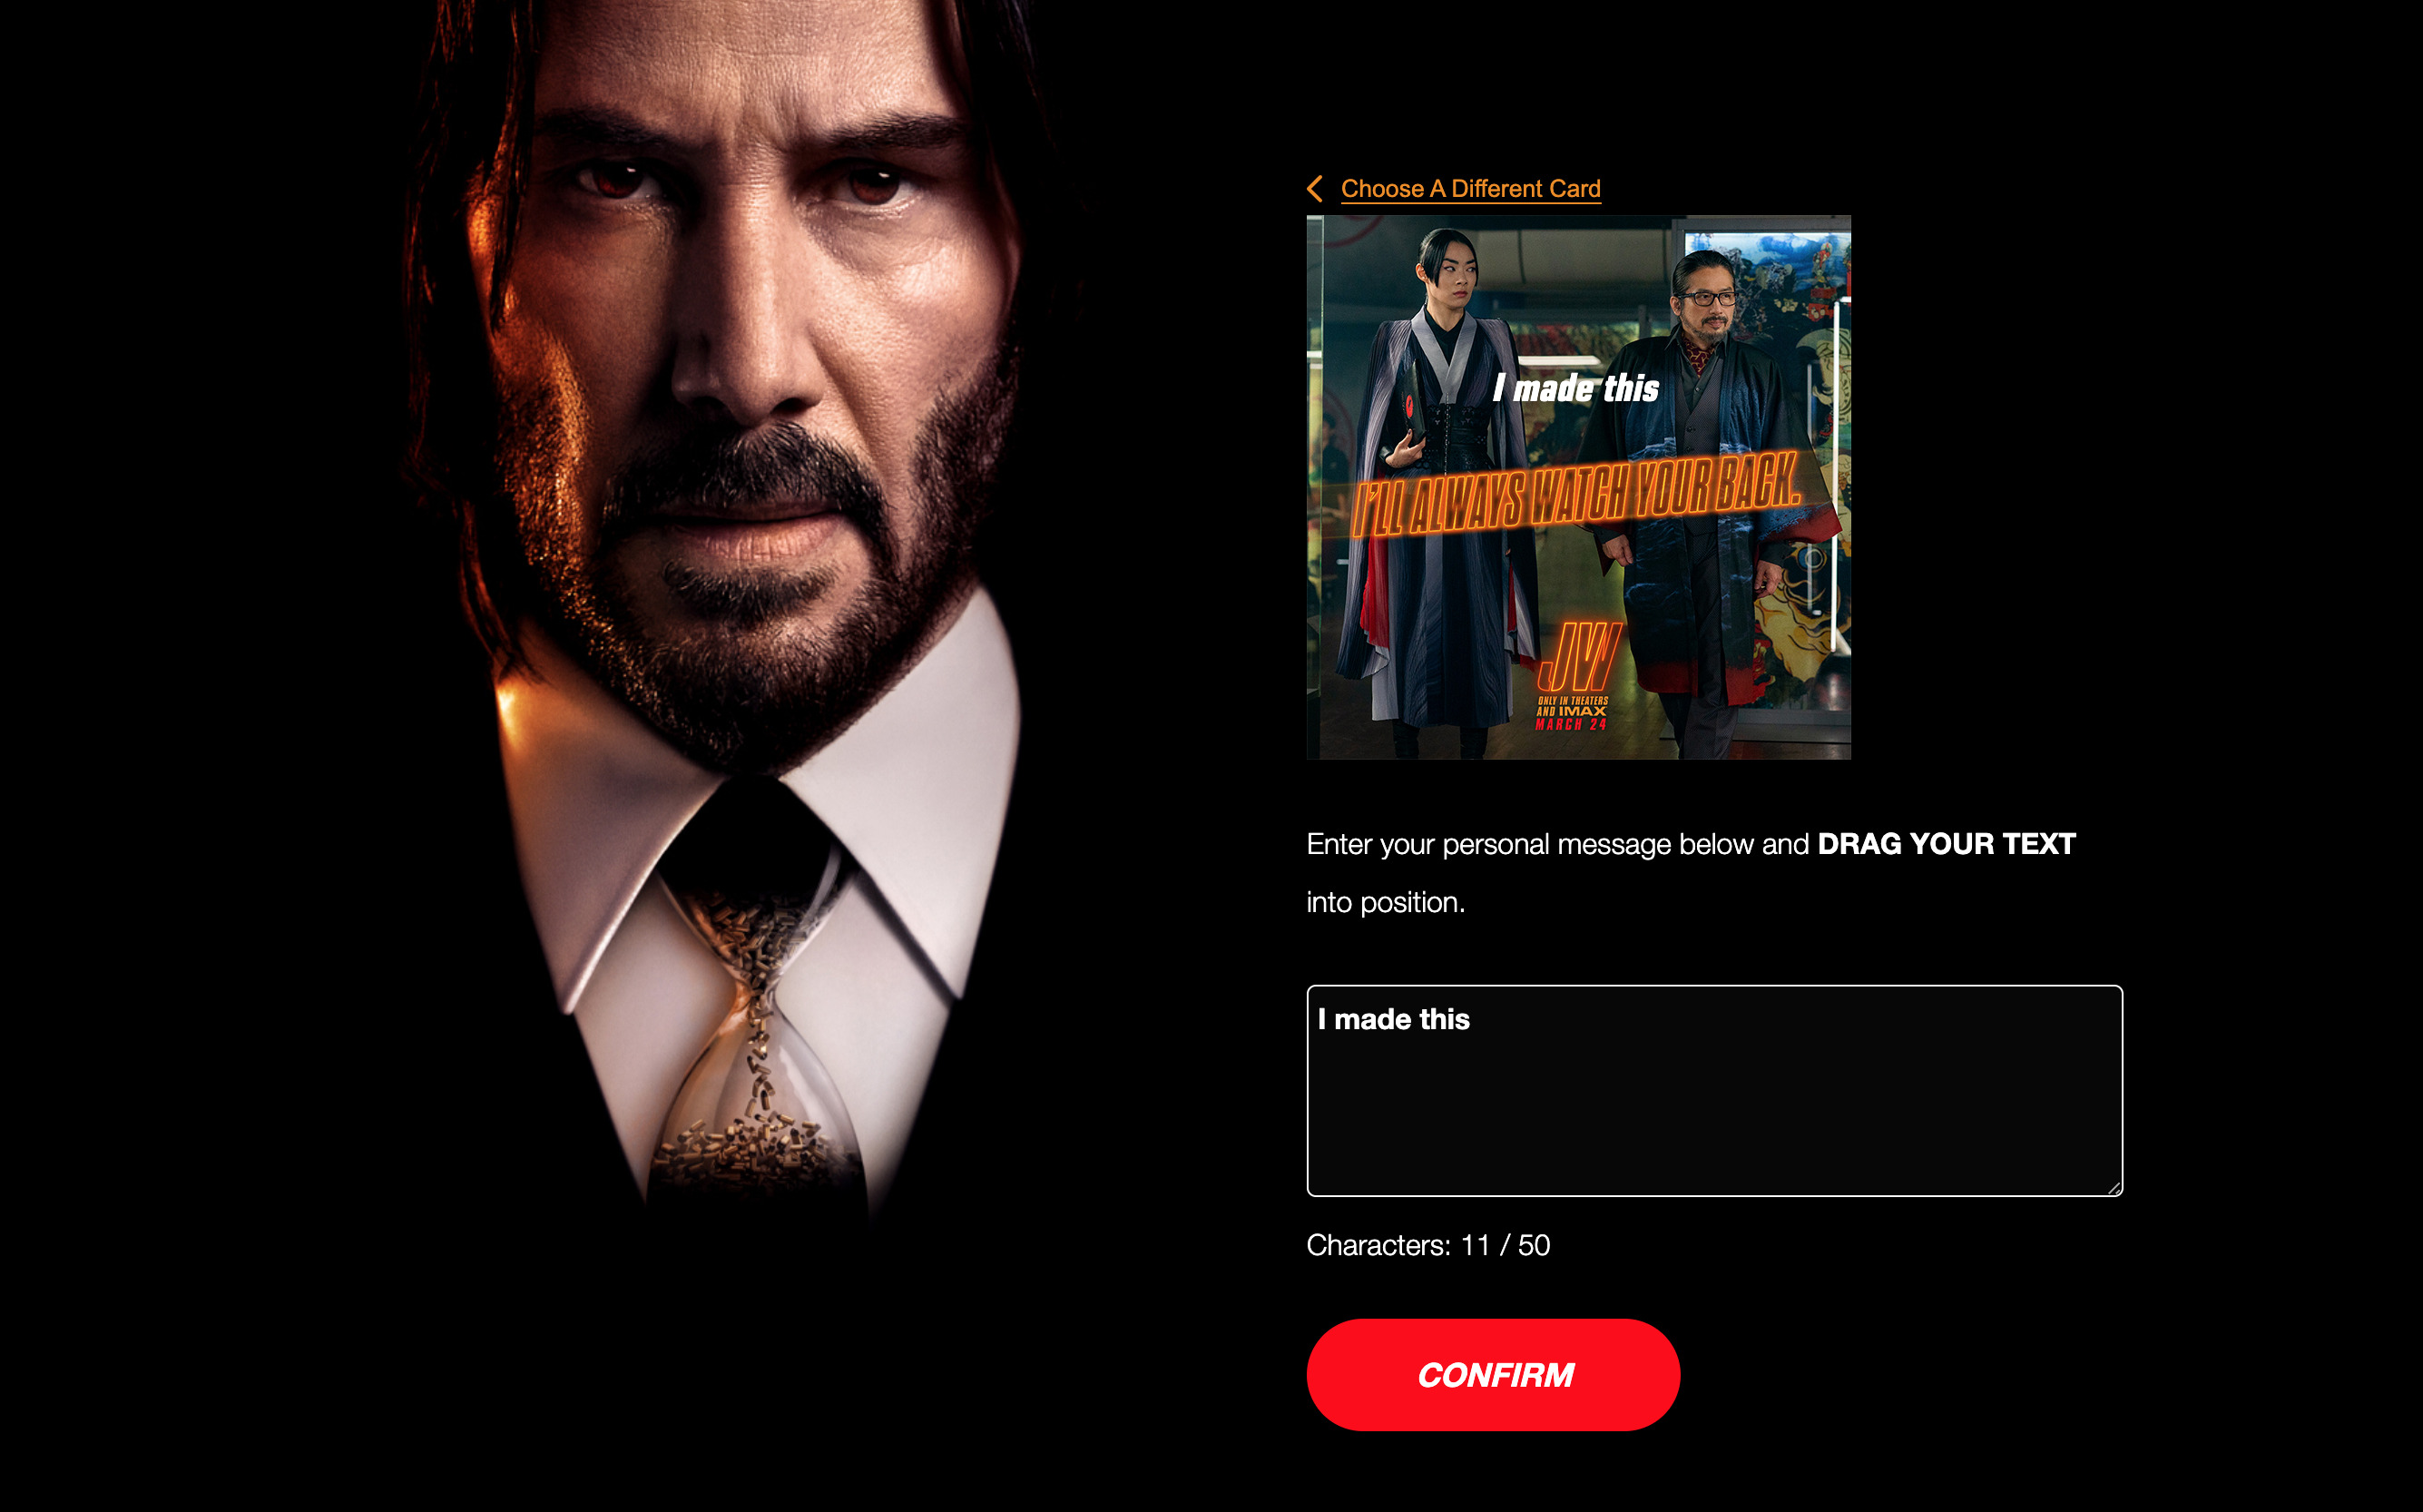 Choose A Different Card
I made this
I'LL ALWAYS WATCH YOUR BACK.
JW
ONLY IN THEATERS
AND IMAX
MARCH 24
Enter your personal message below and DRAG YOUR TEXT
into position.
I made this
Characters: 11 / 50
CONFIRM